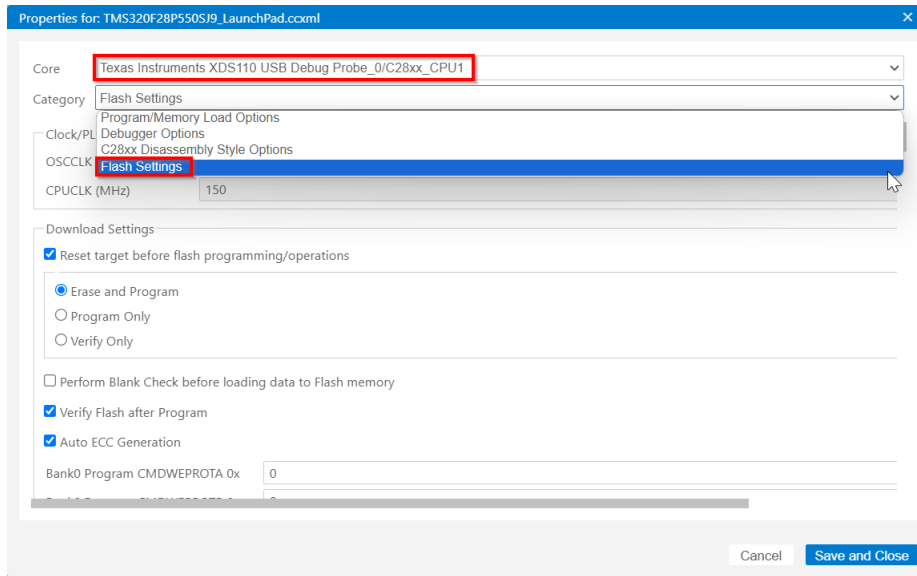 Properties for: TMS320F28P550SJ9_LaunchPad.ccxml
Core Texas Instruments XDS110 USB Debug Probe_0/C28xx_CPU1
Category Flash Settings
Program/Memory Load Options
Debugger Options
C28xx Disassembly Style Options
Flash Settings
Clock/PL
OSCCLK
CPUCLK (MHz) 150
Download Settings
Reset target before flash programming/operations
Erase and Program
Program Only
Verify Only
Perform Blank Check before loading data to Flash memory
Verify Flash after Program
Auto ECC Generation
Bank0 Program CMDWEPROTA 0x 0
Cancel Save and Close